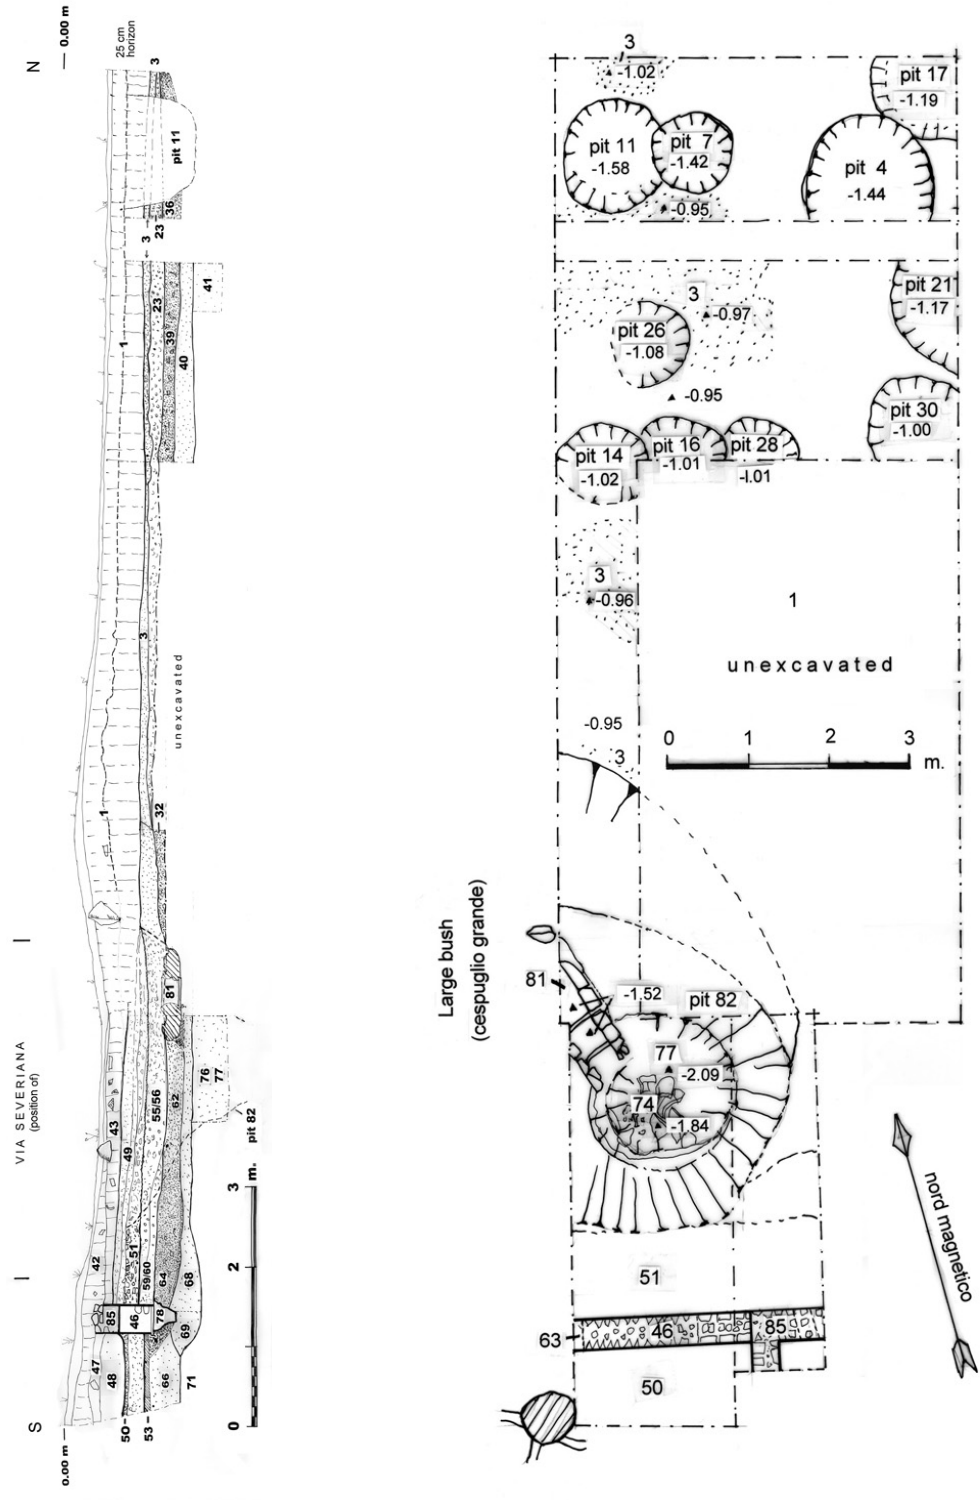 N
0.00 m
25 cm
horizon
3
pit 11
36
23
3
41
23
39
1
40
3
unexcavated
1
32
81
VIA SEVERIANA
(position of)
43
49
55/56
62
76
77
pit 82
42
51
59/60
64
68
85
46
78
69
47
48
66
71
50
53
S
0.00 m
0
2
3
m.
3
-1.02
pit 17
-1.19
pit 11
-1.58
pit 7
-1.42
pit 4
-1.44
-0.95
3
-0.97
pit 21
-1.17
pit 26
-1.08
-0.95
pit 30
-1.00
pit 14
-1.02
pit 16
-1.01
pit 28
-I.01
3
-0.96
1
unexcavated
-0.95
3
0
1
2
3
m.
Large bush
(cespuglio grande)
81
-1.52
pit 82
77
-2.09
74
-1.84
nord magnetico
51
63
46
85
50